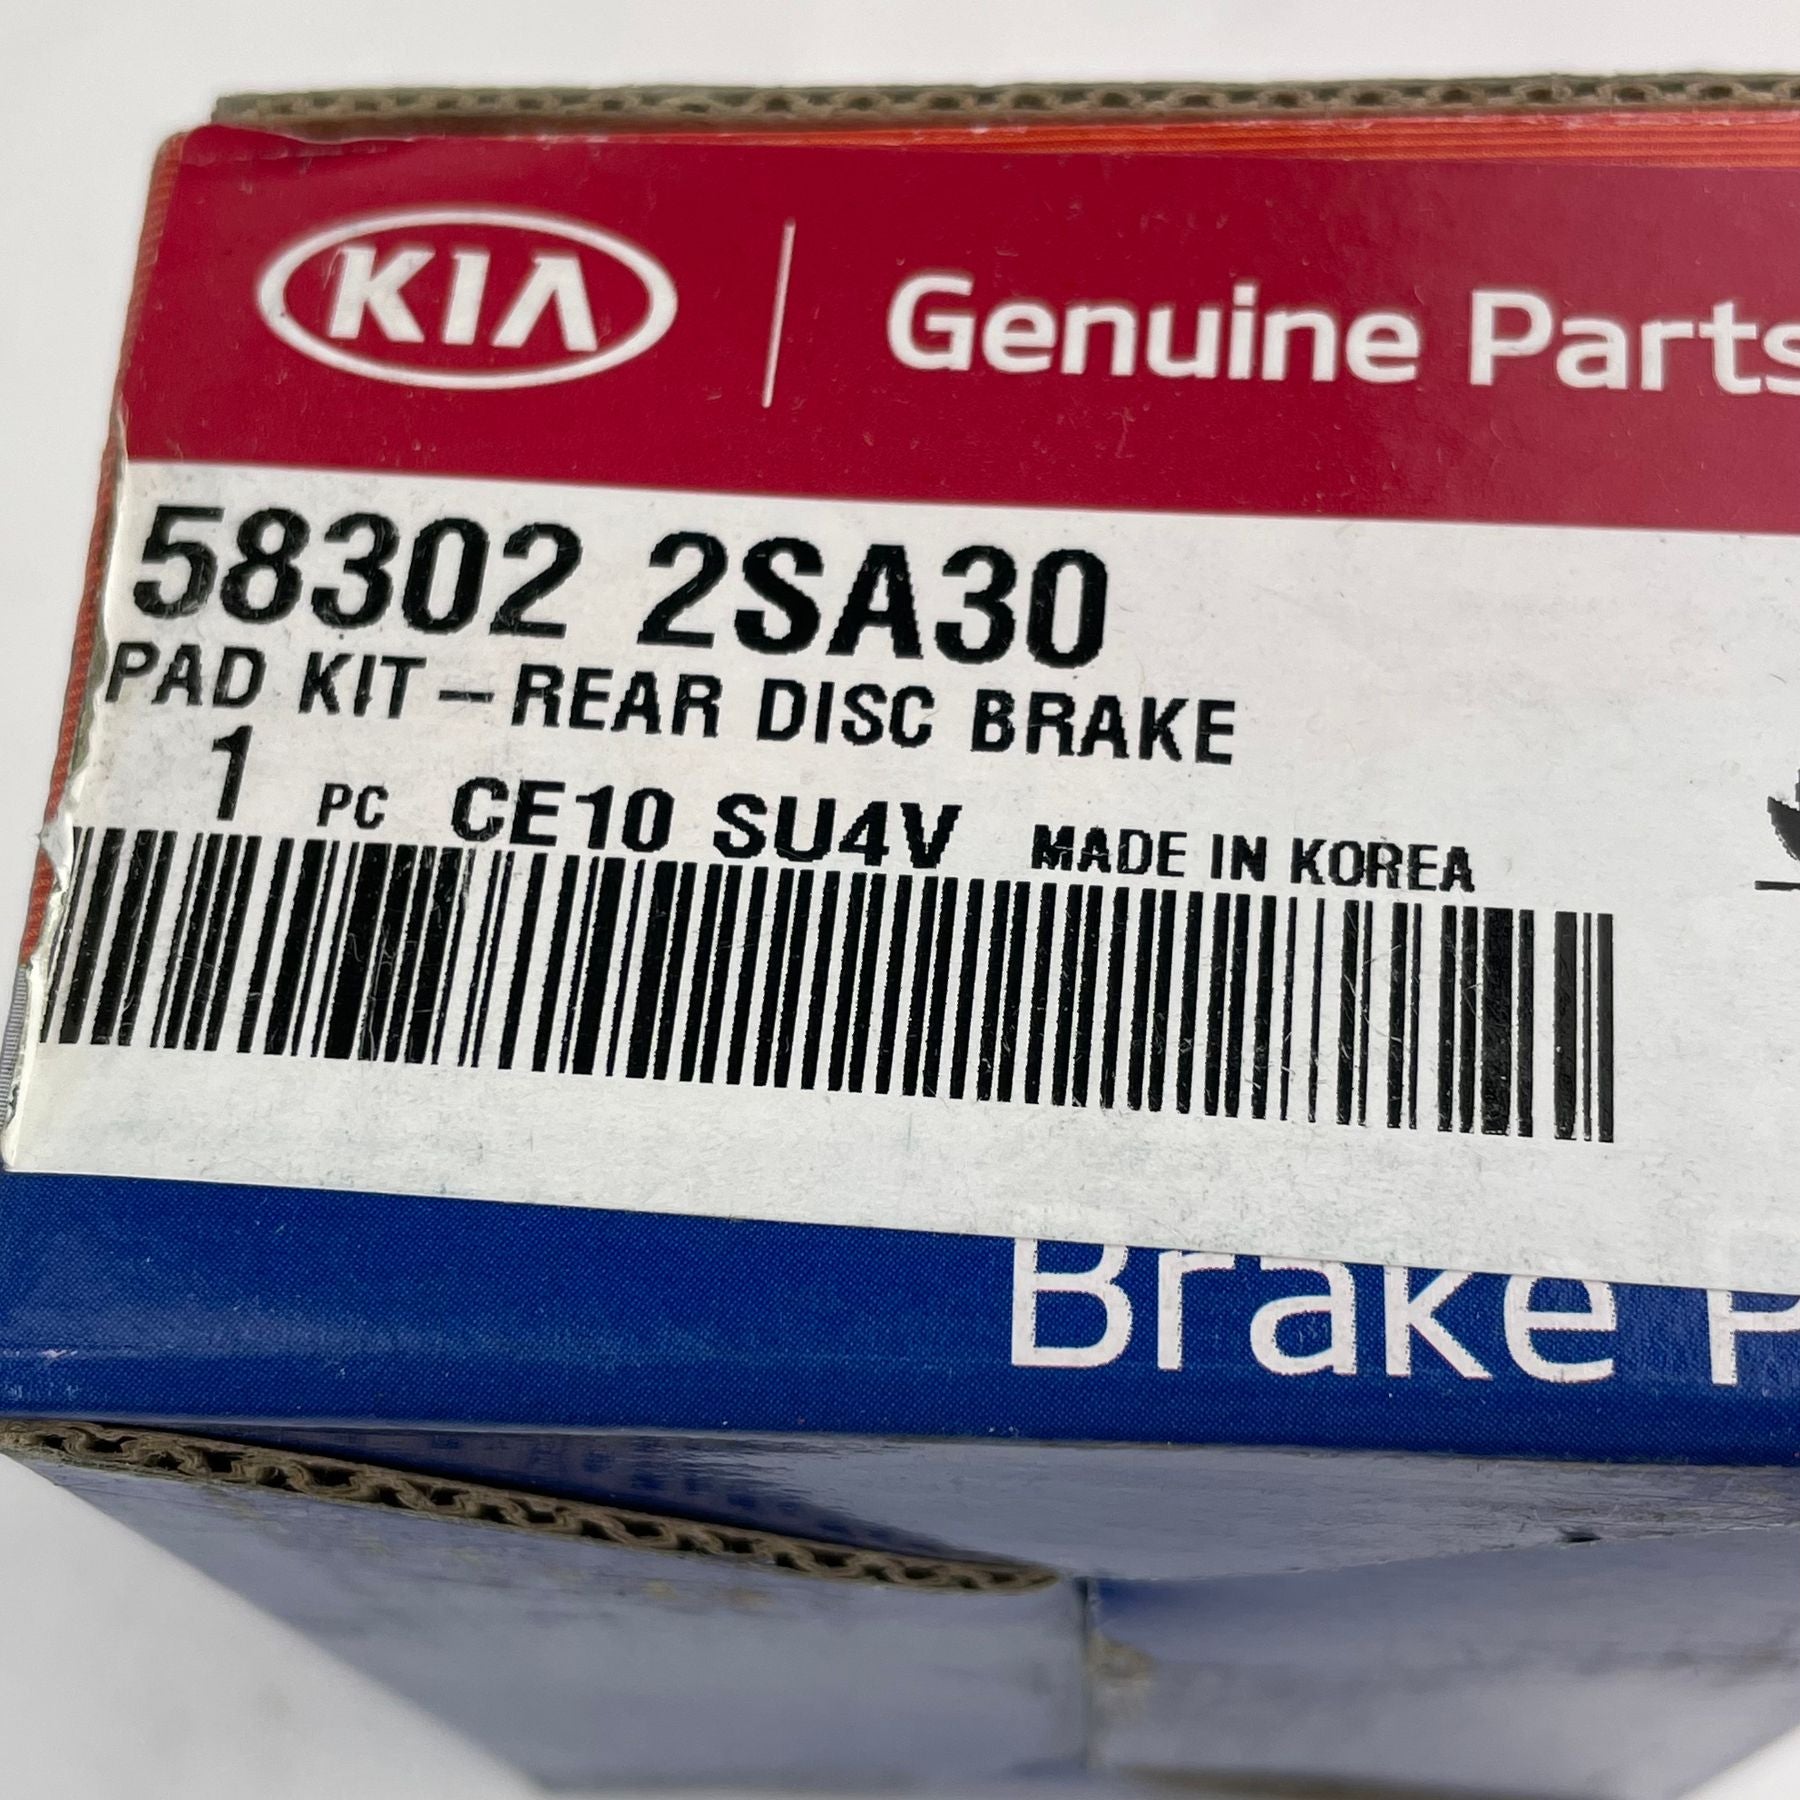 KIA Genuine Parts
58302 2SA30
PAD KIT-REAR DISC BRAKE
1 PC CE10 SU4V MADE IN KOREA
Brake P